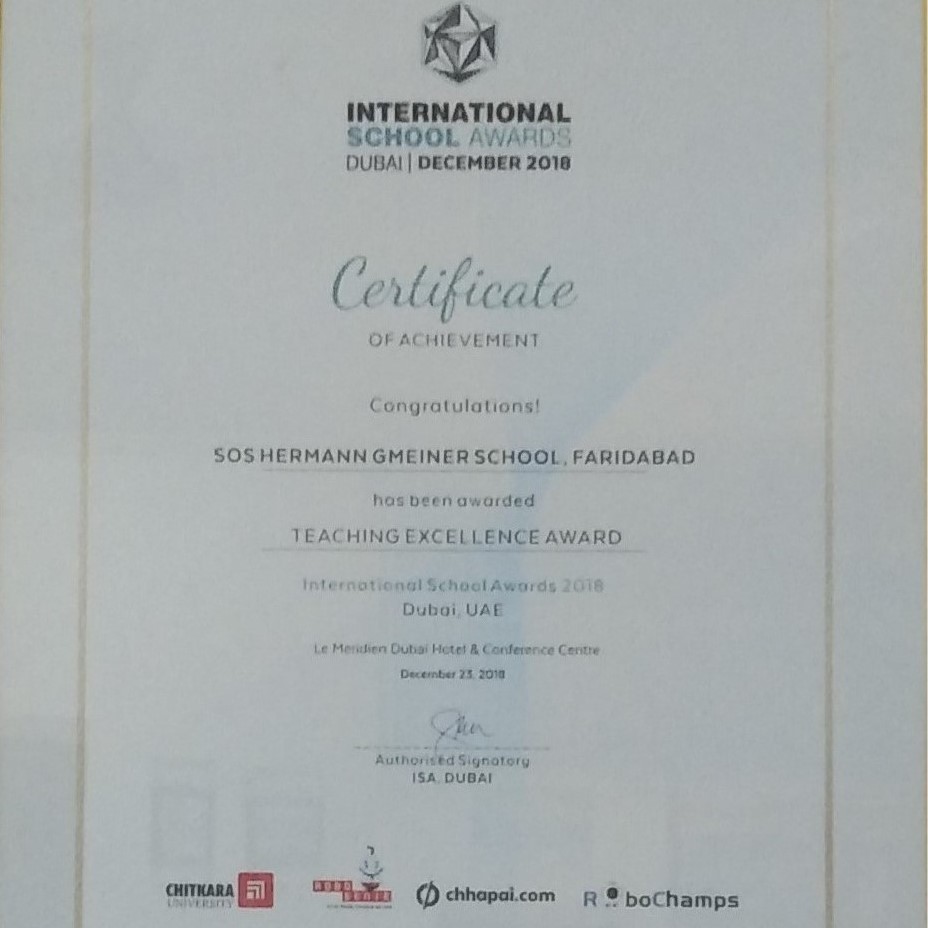 INTERNATIONAL
SCHOOL AWARDS
DUBAI | DECEMBER 2018
Certificate
OF ACHIEVEMENT
Congratulations!
SOS HERMANN GMEINER SCHOOL, FARIDABAD
has been awarded
TEACHING EXCELLENCE AWARD
International School Awards 2018
Dubai, UAE
Le Meridien Dubai Hotel & Conference Centre
December 23, 2018
Authorised Signatory
ISA, DUBAI
CHITKARA
UNIVERSITY
ROBO
GENIE
chhapai.com
RoboChamps